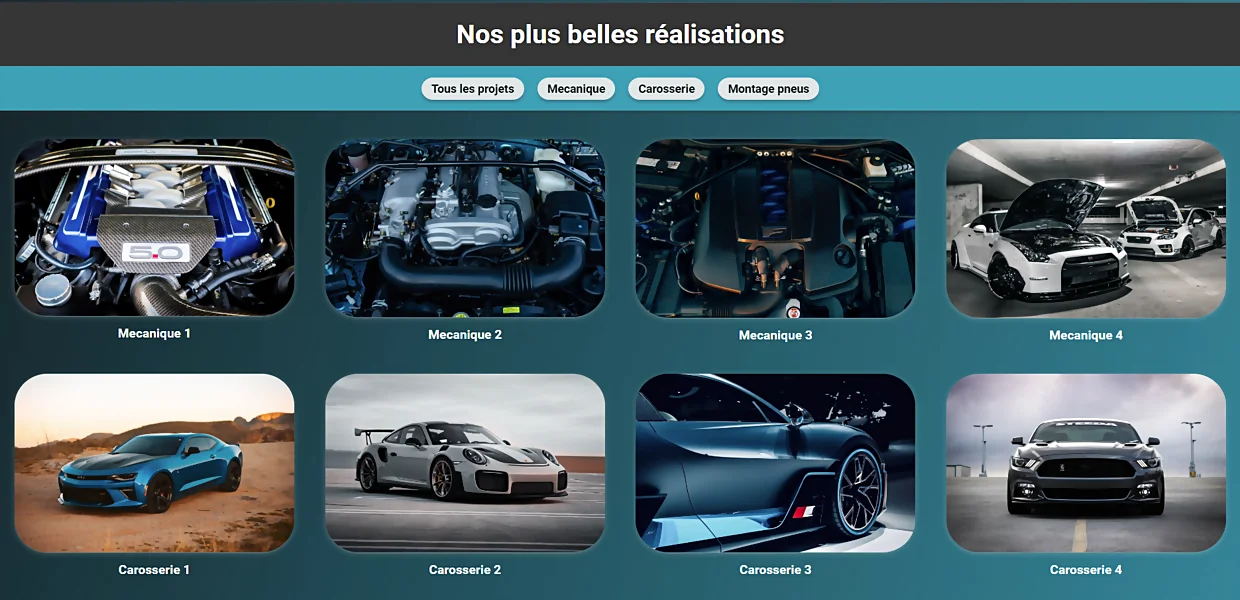 Nos plus belles réalisations
Tous les projets
Mecanique
Carosserie
Montage pneus
5.0
STEEDA
Mecanique 1
Mecanique 2
Mecanique 3
Mecanique 4
Carosserie 1
Carosserie 2
Carosserie 3
Carosserie 4